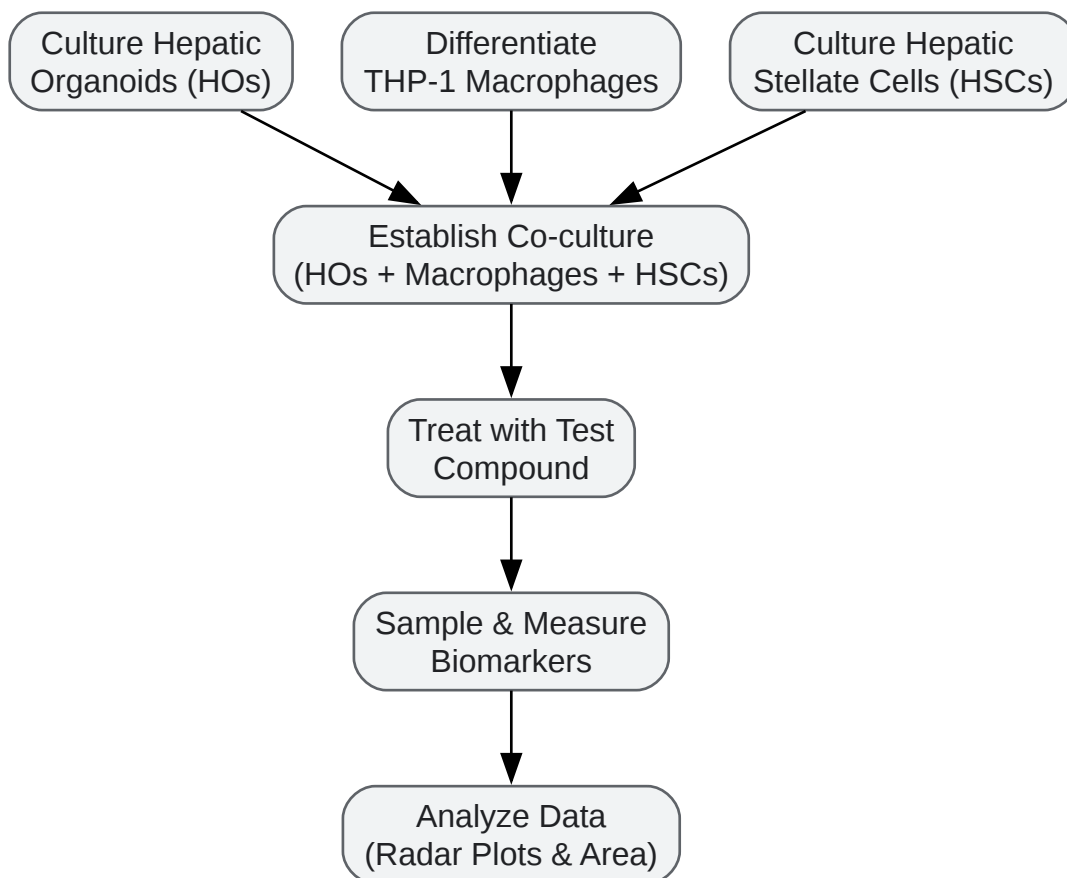 Culture Hepatic
Organoids (HOs)
Differentiate
THP-1 Macrophages
Culture Hepatic
Stellate Cells (HSCs)
Establish Co-culture
(HOs + Macrophages + HSCs)
Treat with Test
Compound
Sample & Measure
Biomarkers
Analyze Data
(Radar Plots & Area)